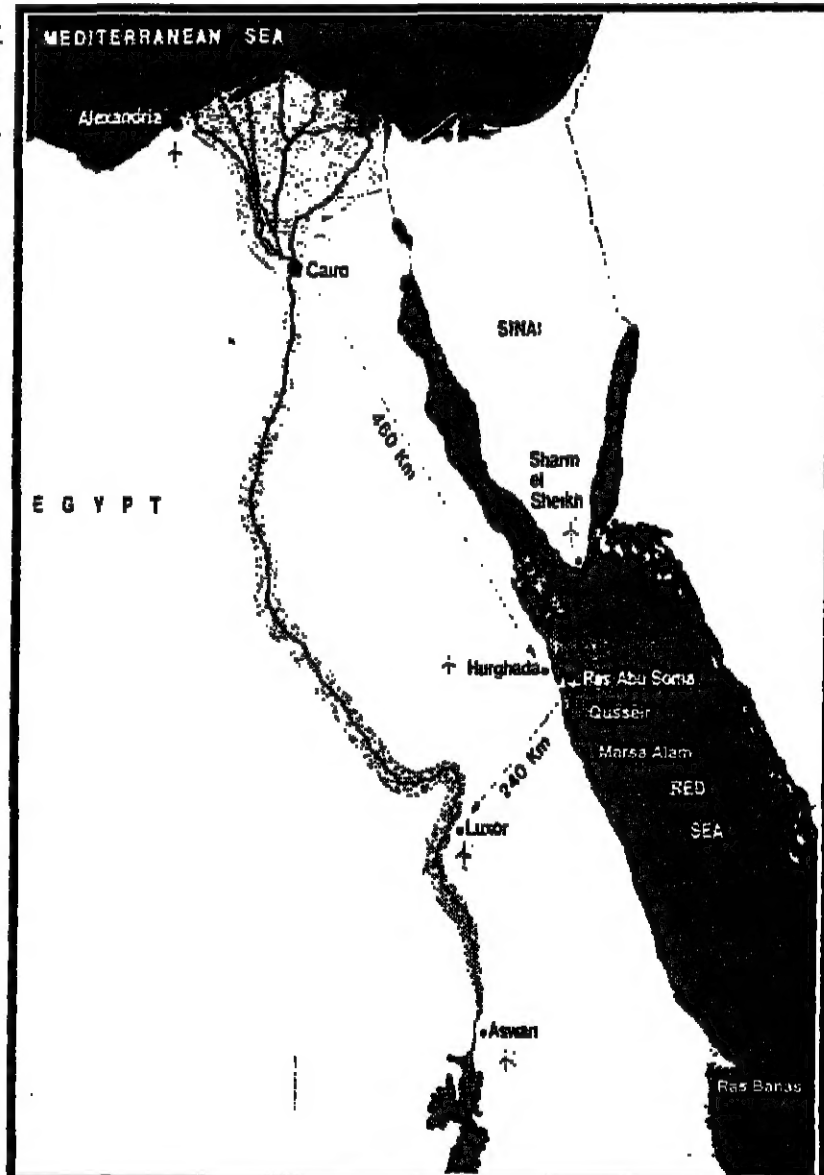 MEDITERRANEAN SEA
Alexandria
Cairo
SINAI
460 Km
Sharm
el
Sheikh
E G Y P T
Hurghada
Ras Abu Soma
Qusseir
Marsa Alam
240 Km
RED
SEA
Luxor
Aswan
Ras Banas